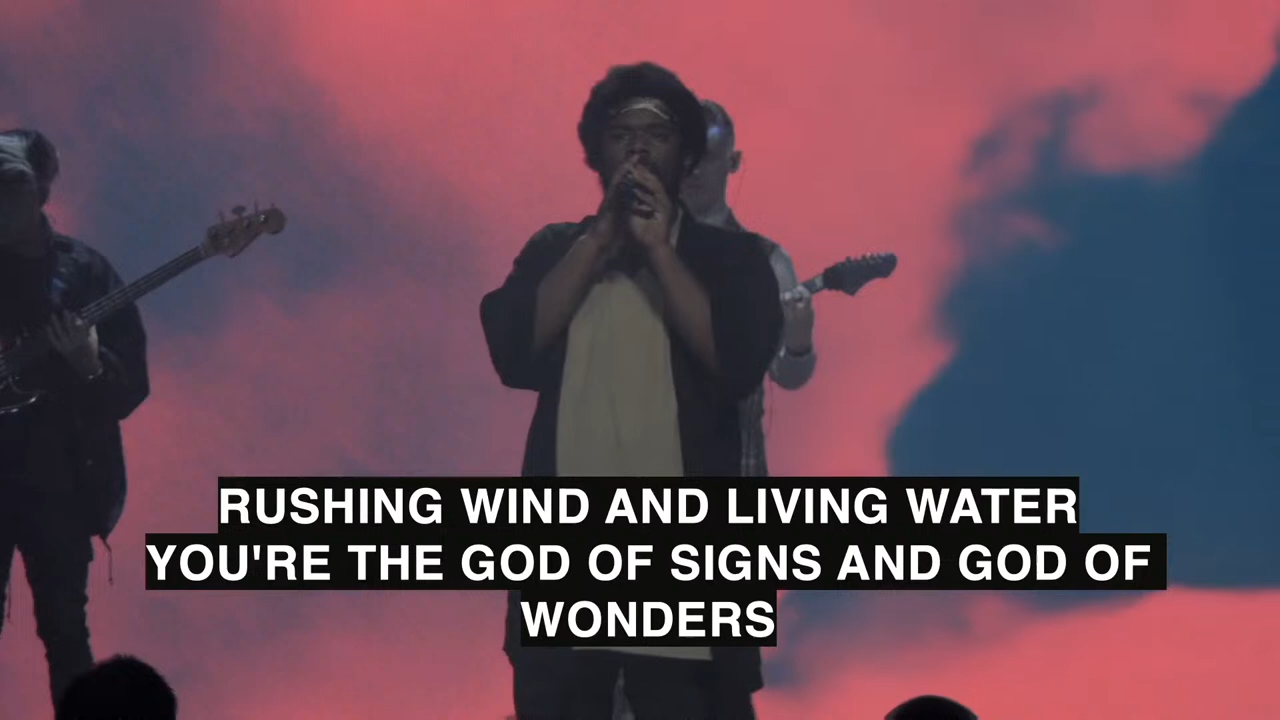 RUSHING WIND AND LIVING WATER
YOU'RE THE GOD OF SIGNS AND GOD OF
WONDERS